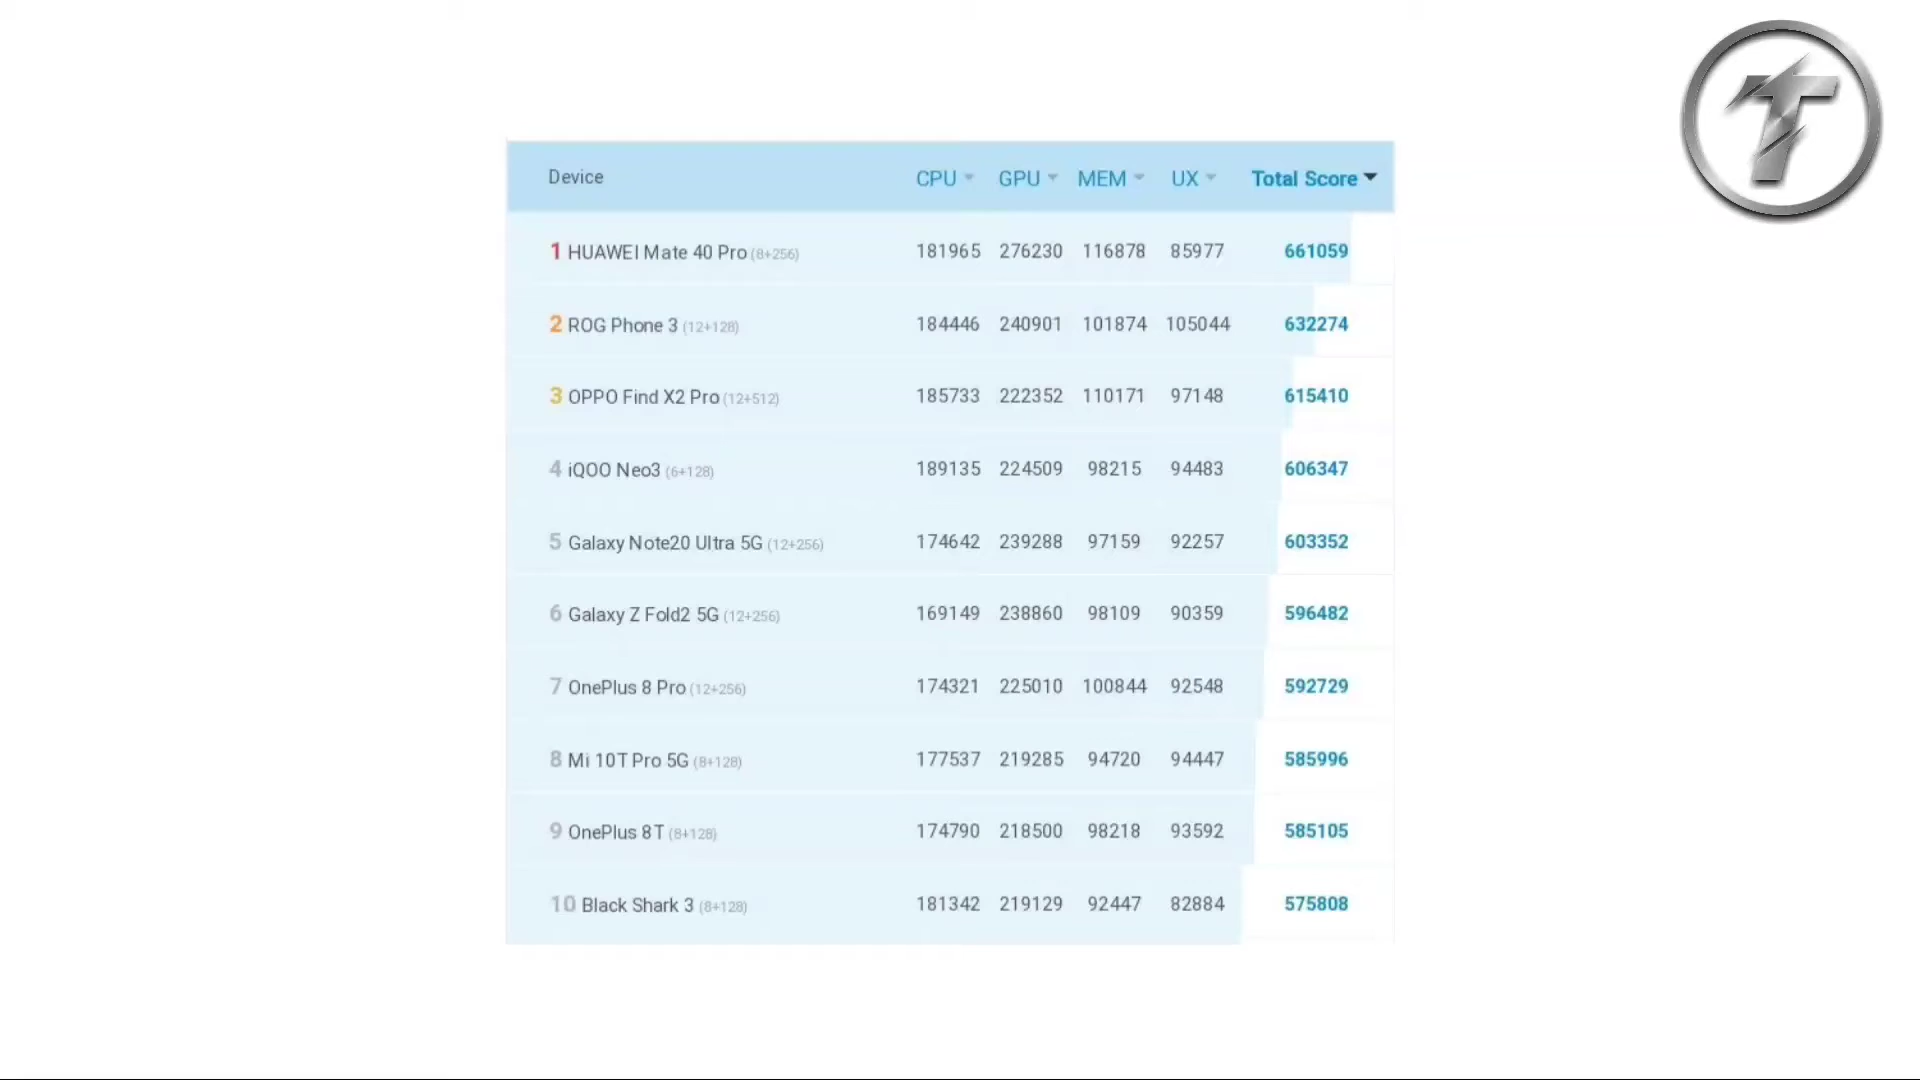 Device CPU GPU MEM UX Total Score
1 HUAWEI Mate 40 Pro (8+256) 181965 276230 116878 85977 661059
2 ROG Phone 3 (12+128) 184446 240901 101874 105044 632274
3 OPPO Find X2 Pro (12+512) 185733 222352 110171 97148 615410
4 iQOO Neo3 (6+128) 189135 224509 98215 94483 606347
5 Galaxy Note20 Ultra 5G (12+256) 174642 239288 97159 92257 603352
6 Galaxy Z Fold2 5G (12+256) 169149 238860 98109 90359 596482
7 OnePlus 8 Pro (12+256) 174321 225010 100844 92548 592729
8 Mi 10T Pro 5G (8+128) 177537 219285 94720 94447 585996
9 OnePlus 8T (8+128) 174790 218500 98218 93592 585105
10 Black Shark 3 (8+128) 181342 219129 92447 82884 575808
T